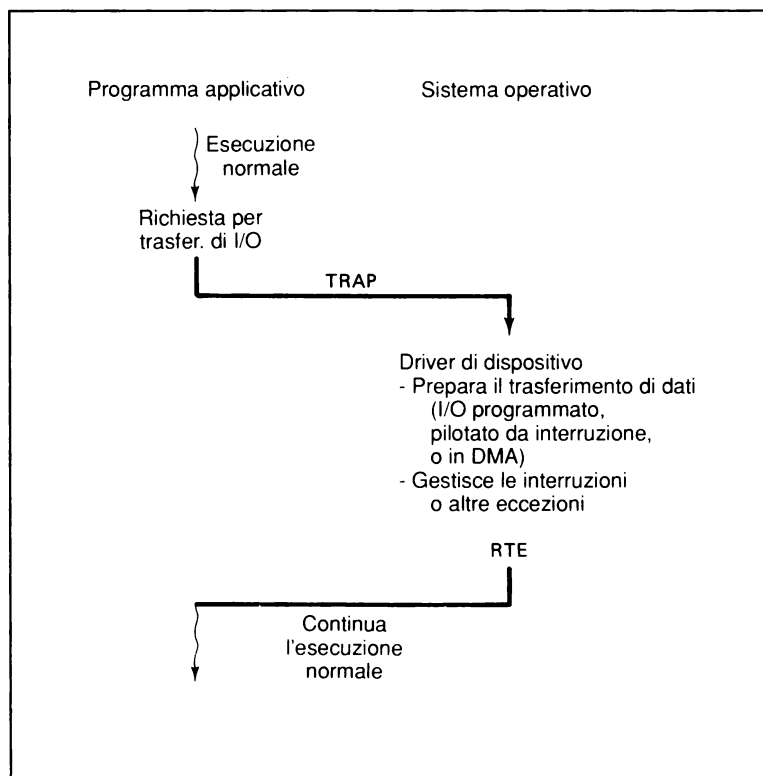 Programma applicativo
Sistema operativo
Esecuzione
normale
Richiesta per
trasfer. di I/O
TRAP
Driver di dispositivo
- Prepara il trasferimento di dati
(I/O programmato,
pilotato da interruzione,
o in DMA)
- Gestisce le interruzioni
o altre eccezioni
RTE
Continua
l'esecuzione
normale